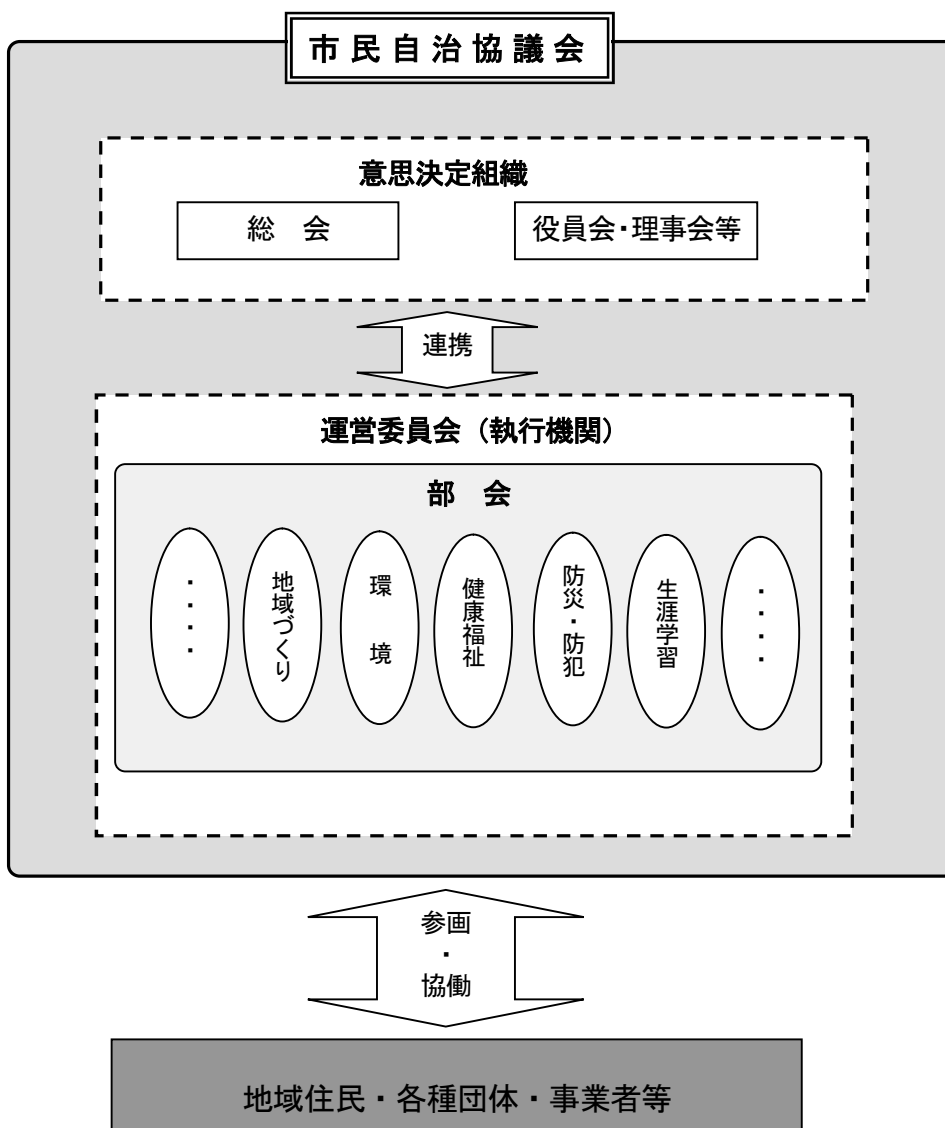 市民自治協議会
意思決定組織
総　会
役員会・理事会等
連携
運営委員会（執行機関）
部　会
・・・・
地域づくり
環　境
健康福祉
防災・防犯
生涯学習
・・・・
参画
・
協働
地域住民・各種団体・事業者等